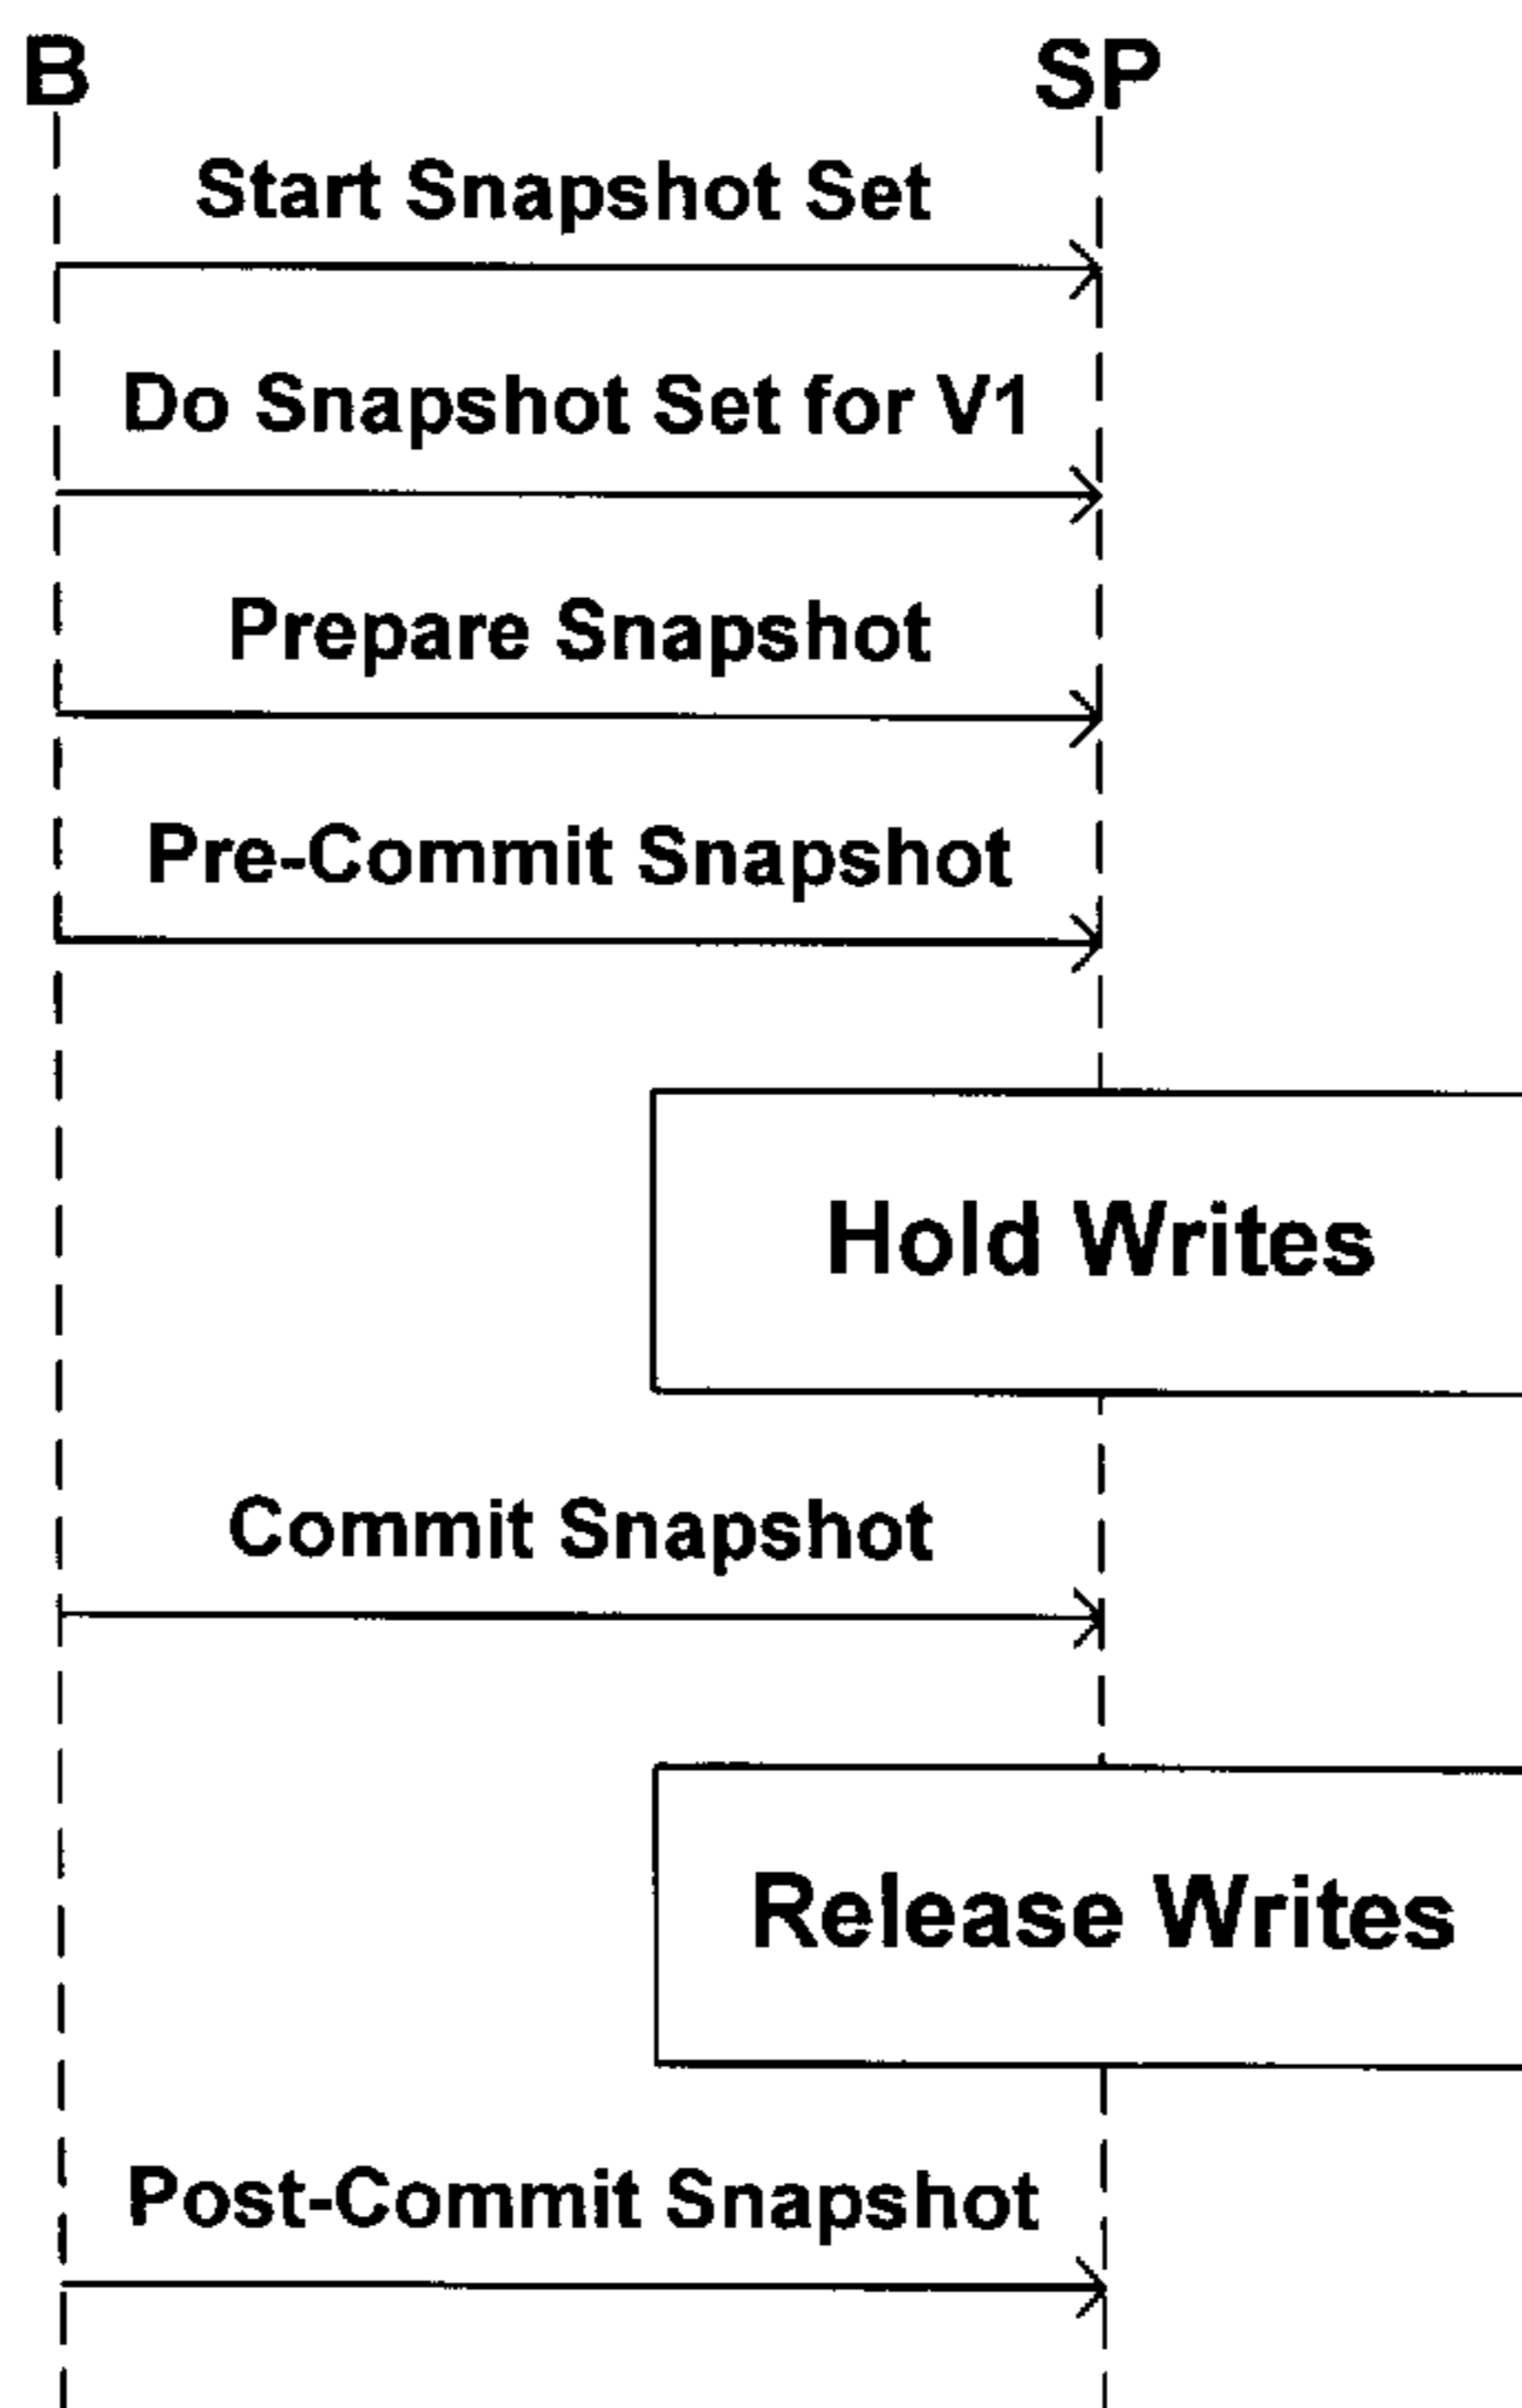 B SP
Start Snapshot Set
Do Snapshot Set for V1
Prepare Snapshot
Pre-Commit Snapshot
Hold Writes
Commit Snapshot
Release Writes
Post-Commit Snapshot